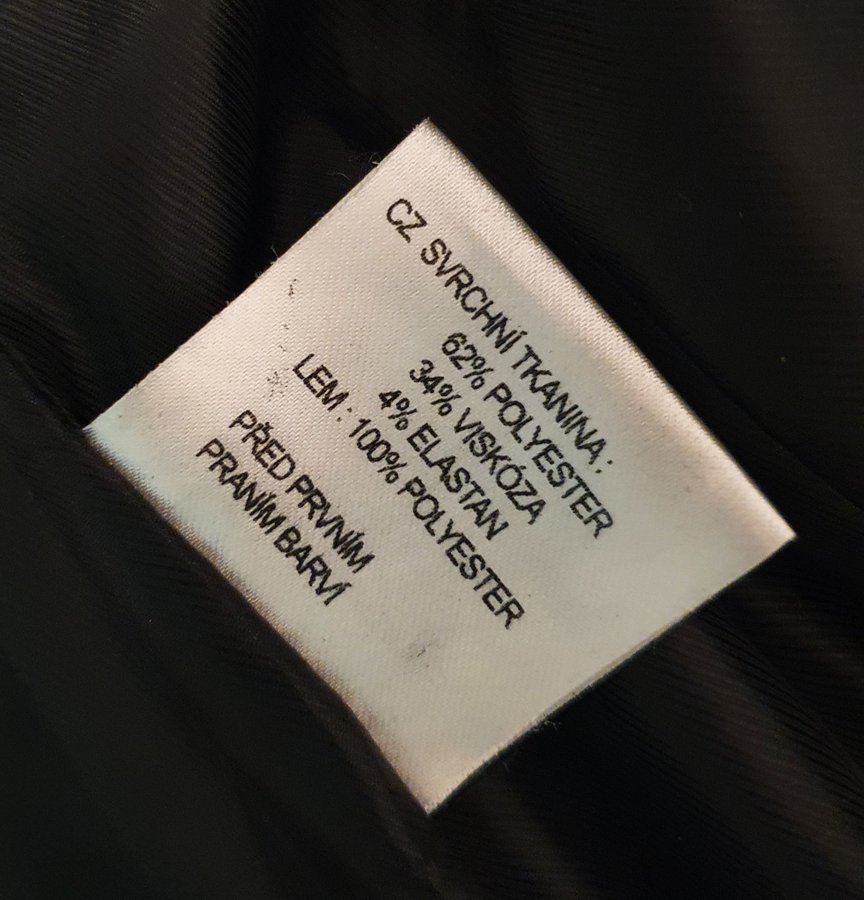 CZ SVRCHNÍ TKANINA :
62% POLYESTER
34% VISKÓZA
4% ELASTAN
LEM : 100% POLYESTER
PŘED PRVNÍM
PRANÍM BARVÍ